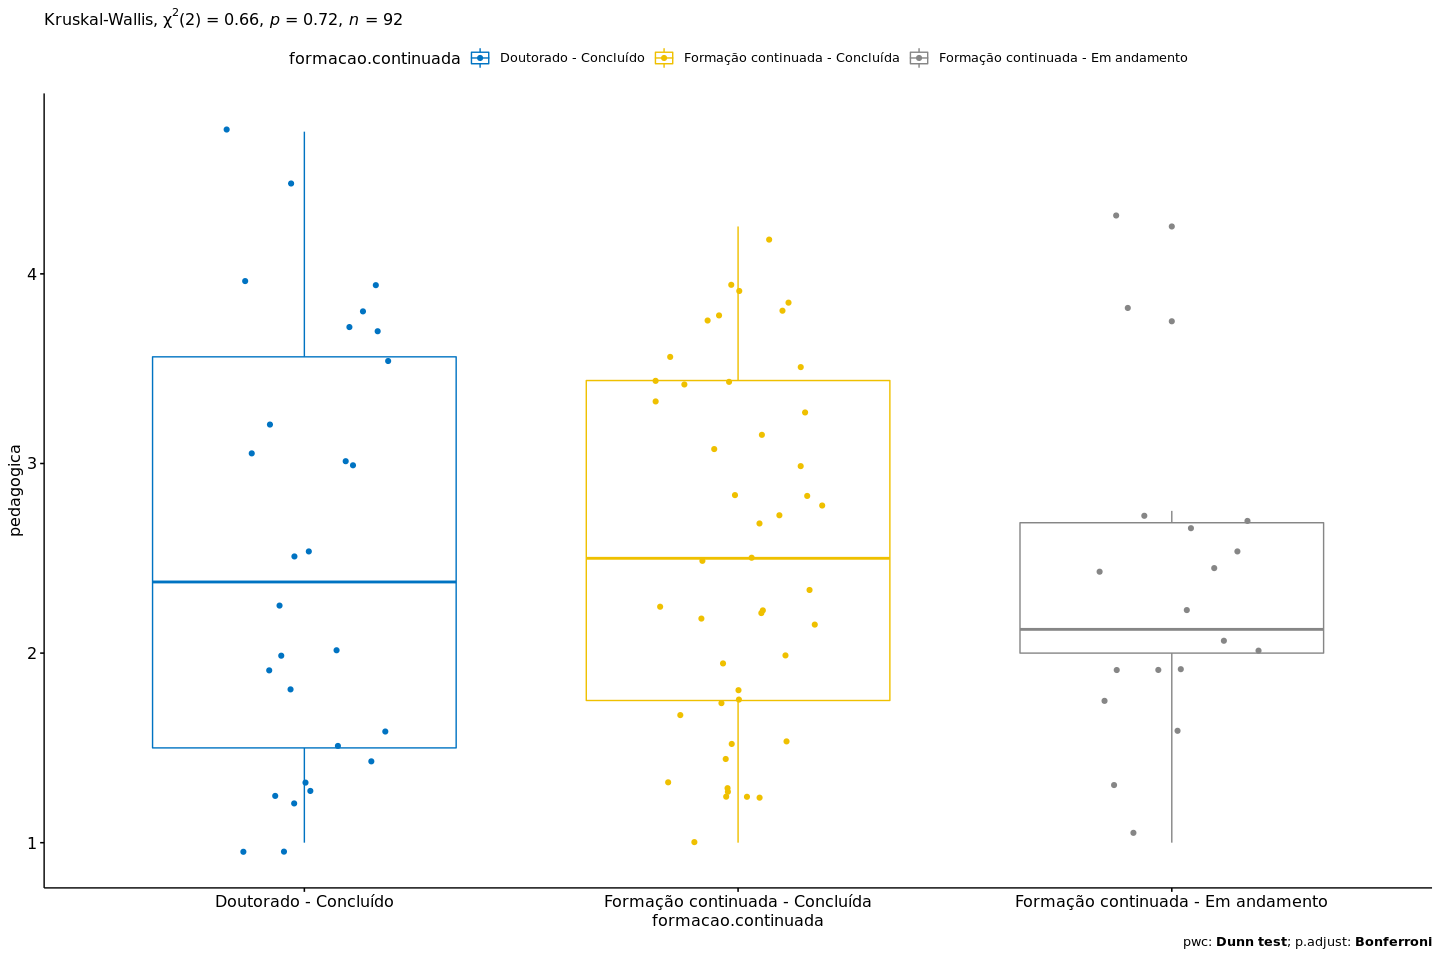 Kruskal-Wallis, χ²(2) = 0.66, p = 0.72, n = 92
formacao.continuada Doutorado - Concluído Formação continuada - Concluída Formação continuada - Em andamento
4
3
2
1
pedagogica
Doutorado - Concluído Formação continuada - Concluída Formação continuada - Em andamento
formacao.continuada
pwc: Dunn test; p.adjust: Bonferroni